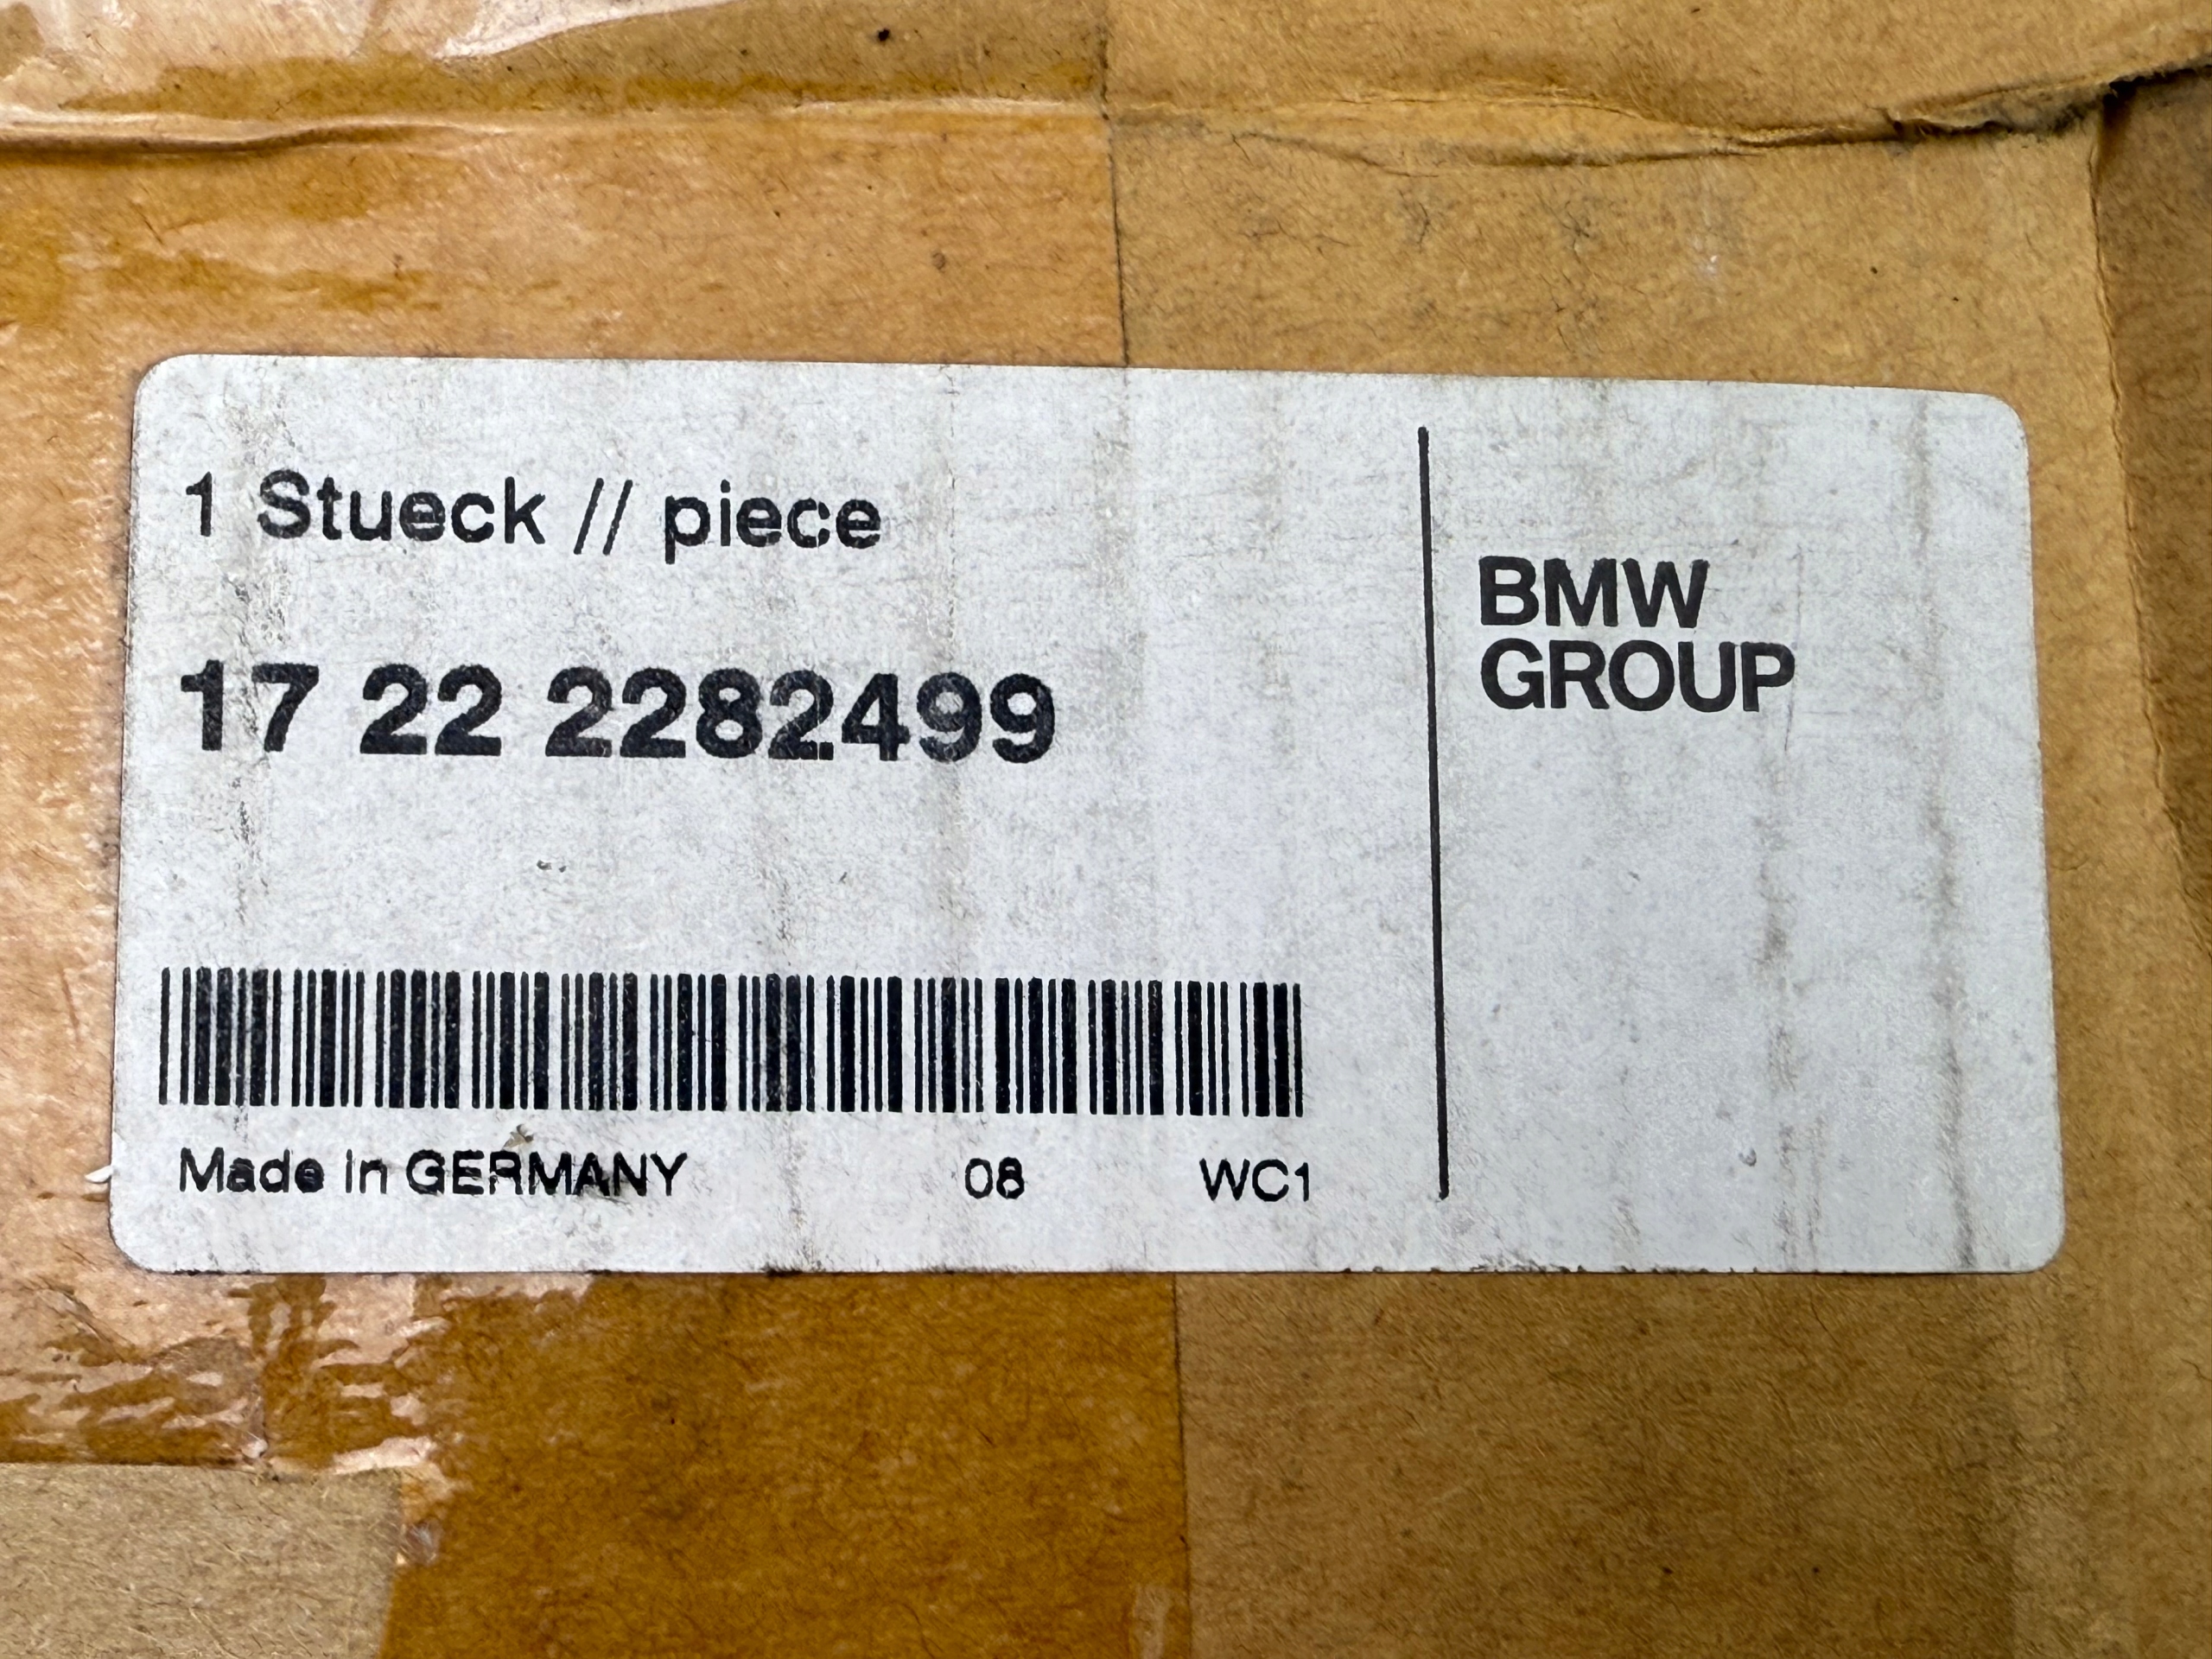 1 Stueck // piece
17 22 2282499
Made in GERMANY 08 WC1
BMW
GROUP